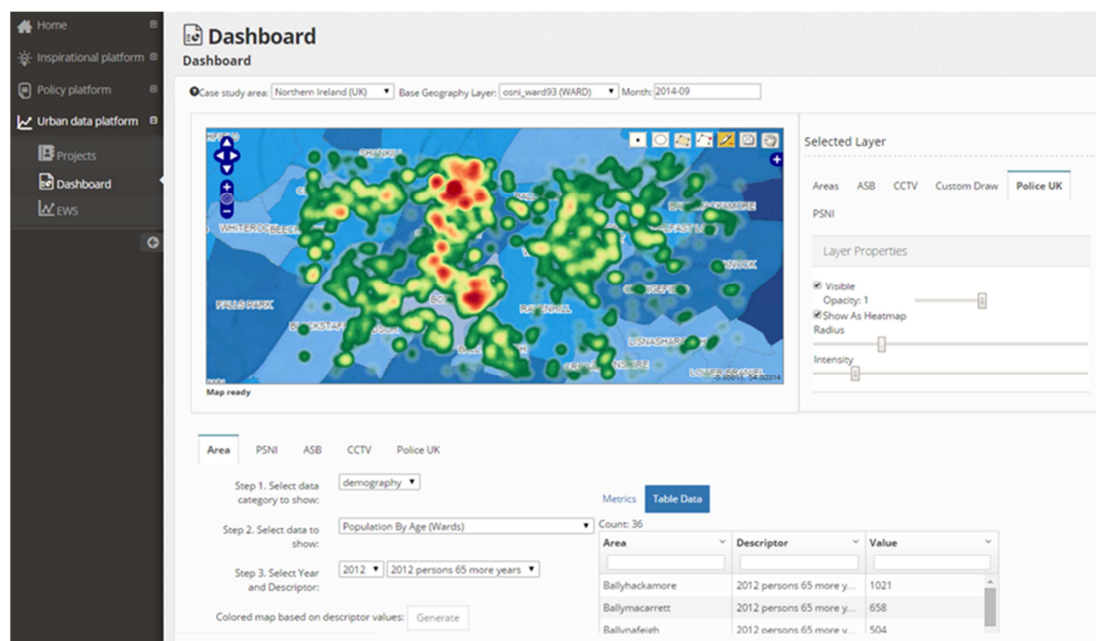 Home
Inspirational platform
Policy platform
Urban data platform
Projects
Dashboard
EWS
Dashboard
Dashboard
Case study area: Northern Ireland (UK) Base Geography Layer: osni_ward93 (WARD) Month: 2014-09
SHANKILL
WHITEROCK
FALLS PARK
KNOCK
RAVENHILL
LOWER BRANIEL
Map ready
Selected Layer
Areas ASB CCTV Custom Draw Police UK
PSNI
Layer Properties
Visible
Opacity: 1
Show As Heatmap
Radius
Intensity
Area PSNI ASB CCTV Police UK
Step 1. Select data
category to show:
demography
Step 2. Select data to
show:
Population By Age (Wards)
Step 3. Select Year
and Descriptor:
2012 2012 persons 65 more years
Colored map based on descriptor values: Generate
Metrics Table Data
Count: 36
Area Descriptor Value
Ballyhackamore 2012 persons 65 more y... 1021
Ballymacarrett 2012 persons 65 more y... 658
Ballynafeigh 2012 persons 65 more y... 504